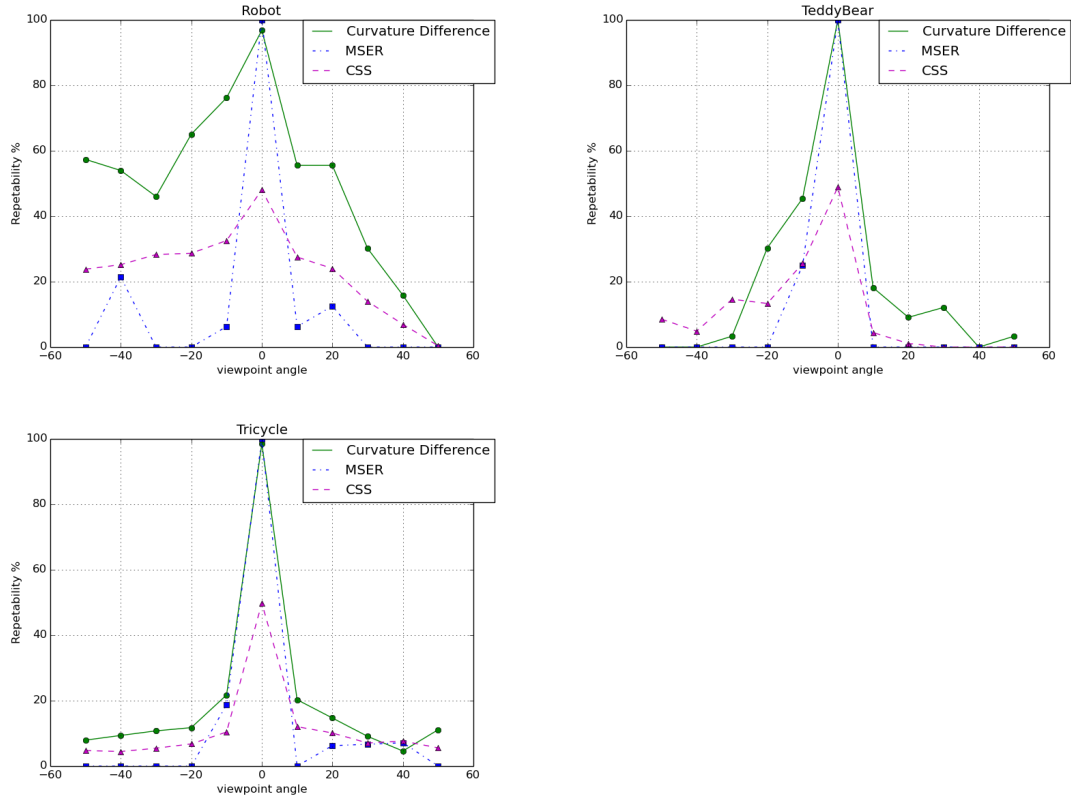 Robot
100
80
60
40
20
0
Repetability %
−60 −40 −20 0 20 40 60
viewpoint angle
Curvature Difference
MSER
CSS
TeddyBear
100
80
60
40
20
0
Repetability %
−60 −40 −20 0 20 40 60
viewpoint angle
Curvature Difference
MSER
CSS
Tricycle
100
80
60
40
20
0
Repetability %
−60 −40 −20 0 20 40 60
viewpoint angle
Curvature Difference
MSER
CSS